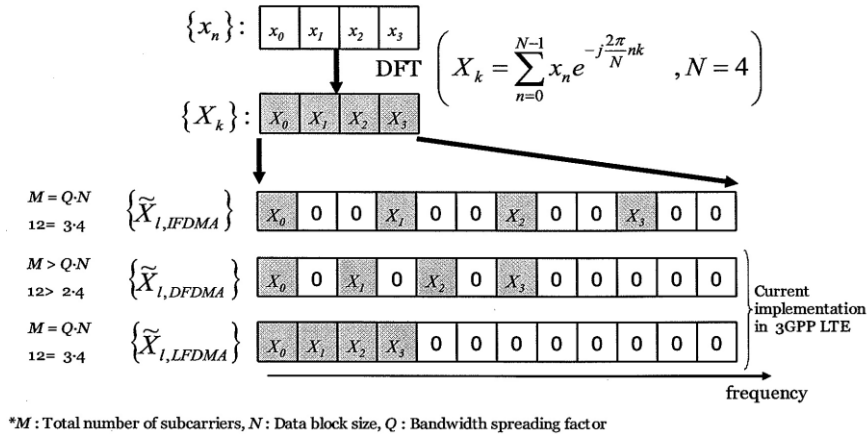 {xₙ}: x₀ x₁ x₂ x₃
DFT ( Xₖ = ∑_{n=0}^{N−1} xₙ e^{−j(2π/N)nk} , N = 4 )
{Xₖ}: X₀ X₁ X₂ X₃
M = Q·N
12= 3·4
{X̃_{l,IFDMA}} X₀ 0 0 X₁ 0 0 X₂ 0 0 X₃ 0 0
M > Q·N
12> 2·4
{X̃_{l,DFDMA}} X₀ 0 X₁ 0 X₂ 0 X₃ 0 0 0 0 0
M = Q·N
12= 3·4
{X̃_{l,LFDMA}} X₀ X₁ X₂ X₃ 0 0 0 0 0 0 0 0
Current
implementation
in 3GPP LTE
frequency
*M : Total number of subcarriers, N : Data block size, Q : Bandwidth spreading factor